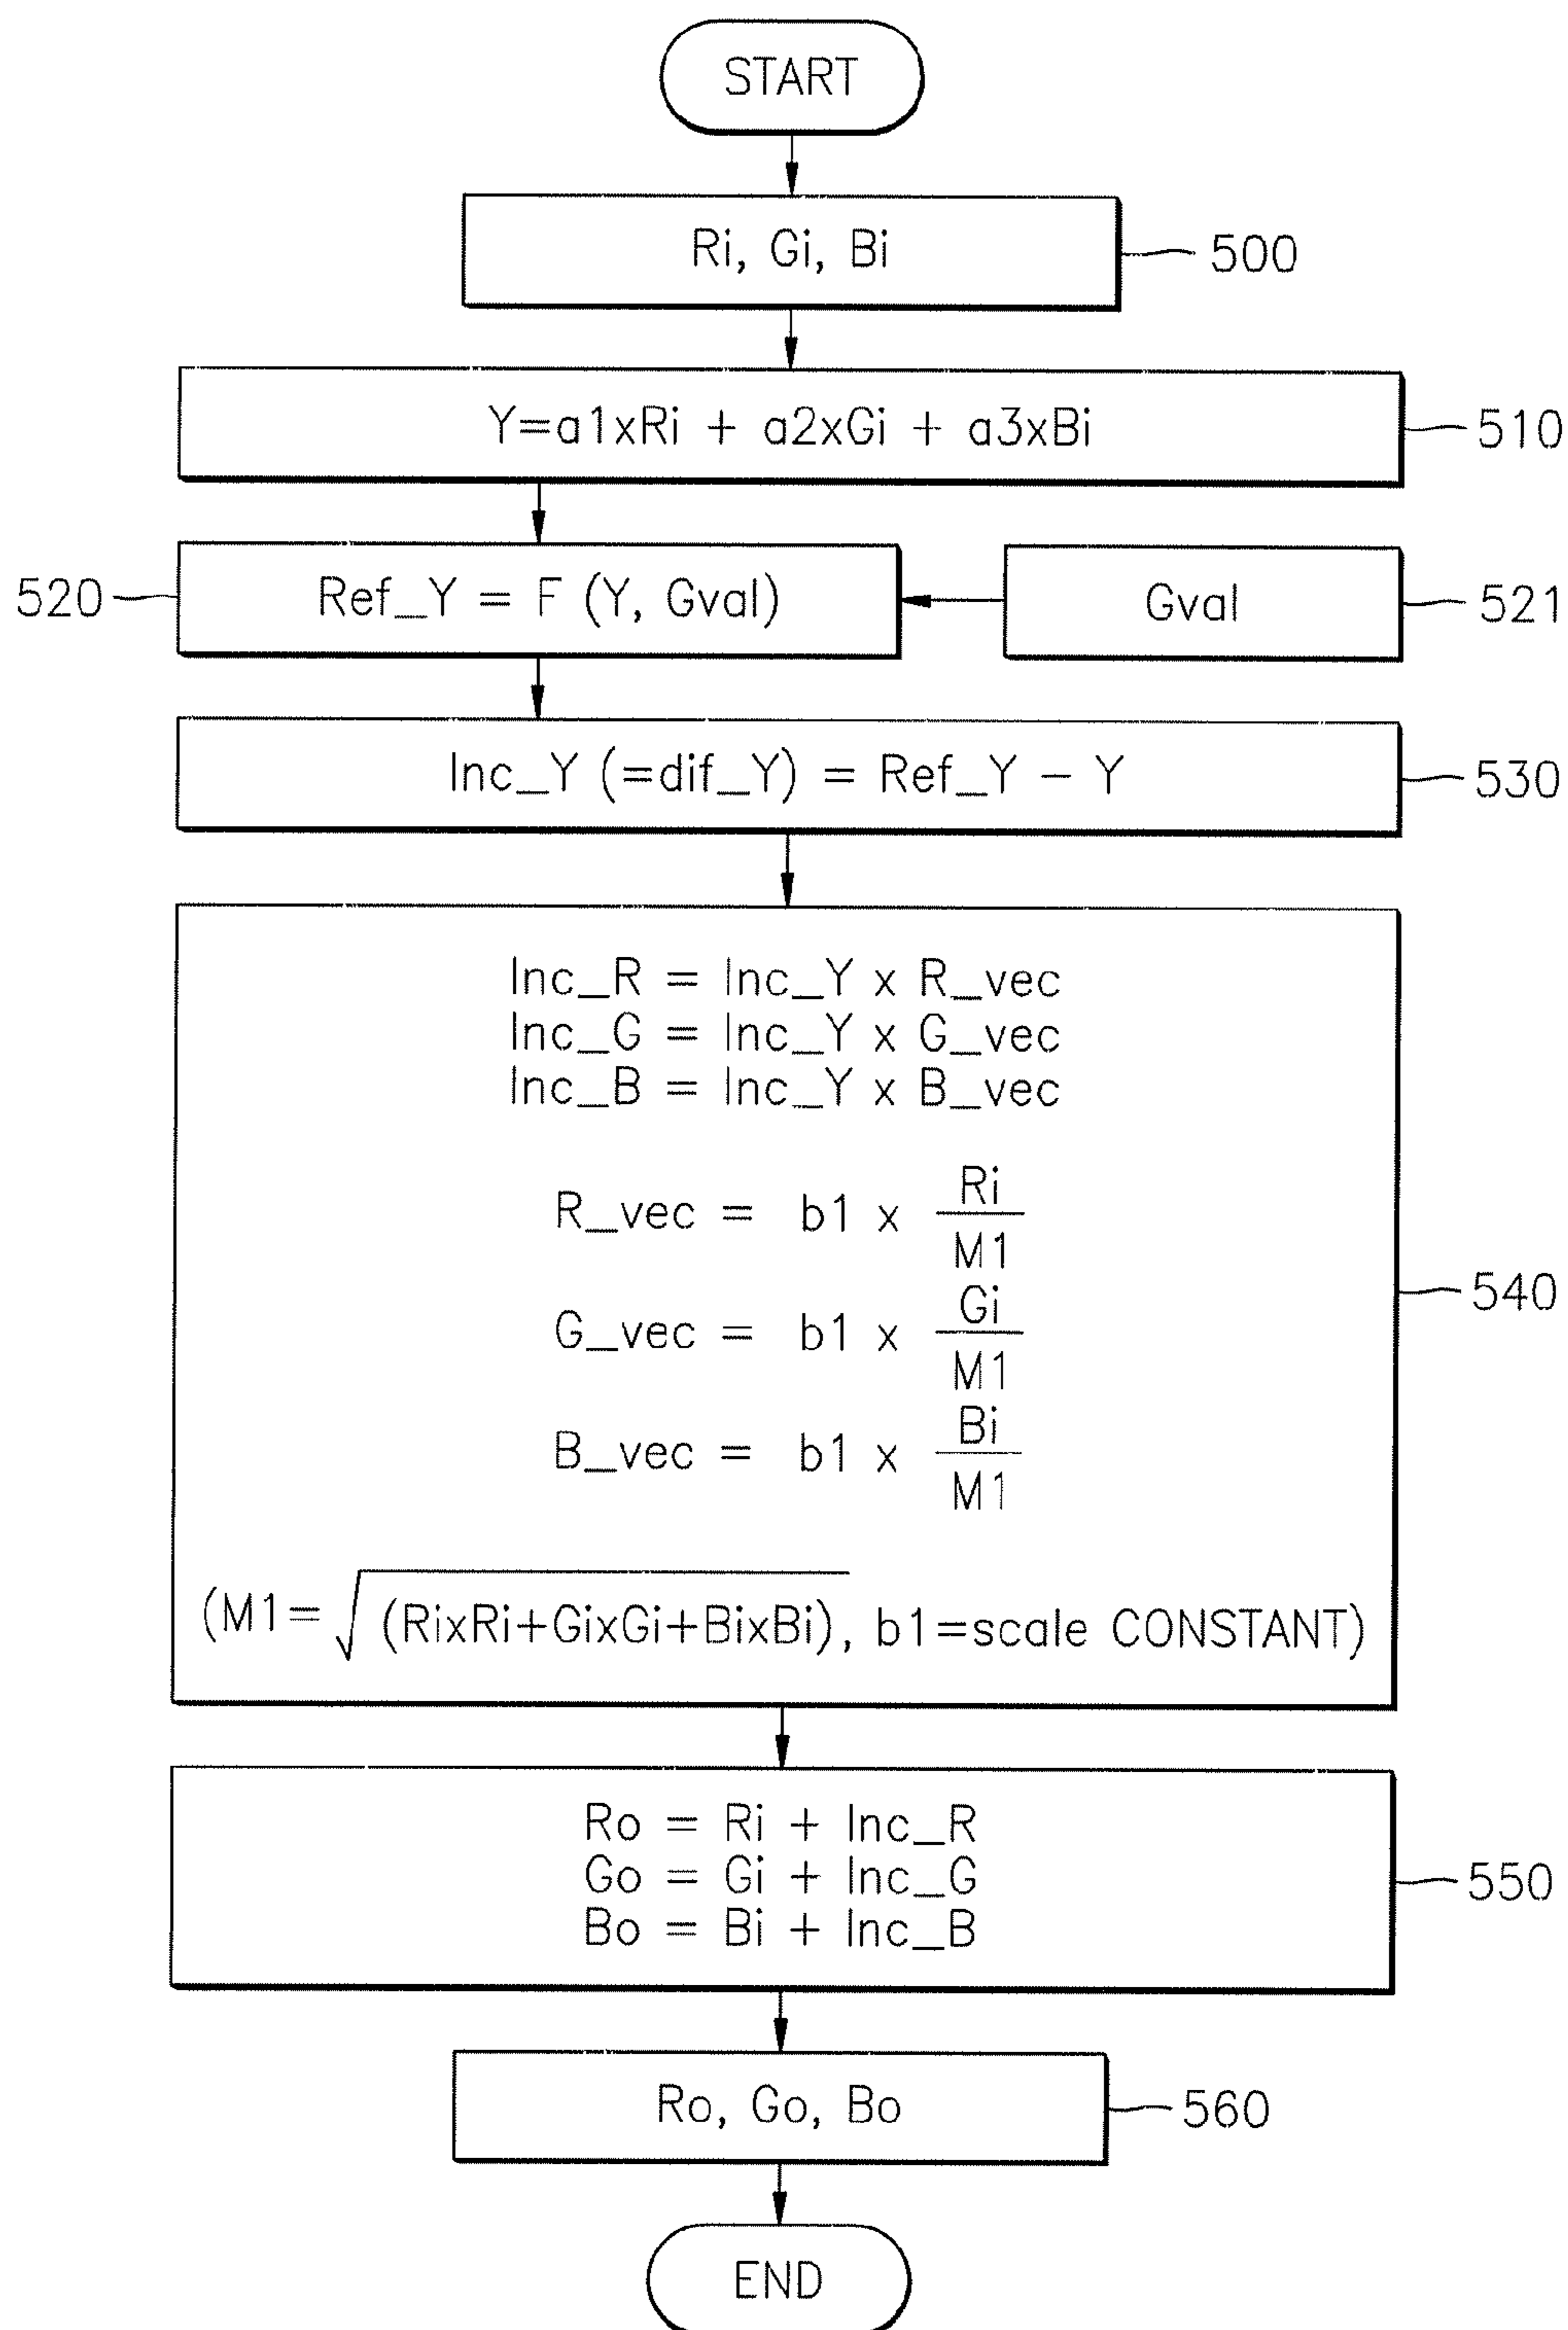 START
Ri, Gi, Bi
500
Y=a1xRi + a2xGi + a3xBi
510
520
Ref_Y = F (Y, Gval)
Gval
521
Inc_Y (=dif_Y) = Ref_Y - Y
530
Inc_R = Inc_Y x R_vec
Inc_G = Inc_Y x G_vec
Inc_B = Inc_Y x B_vec
R_vec = b1 x Ri/M1
G_vec = b1 x Gi/M1
B_vec = b1 x Bi/M1
540
(M1=√(RixRi+GixGi+BixBi), b1=scale CONSTANT)
Ro = Ri + Inc_R
Go = Gi + Inc_G
Bo = Bi + Inc_B
550
Ro, Go, Bo
560
END